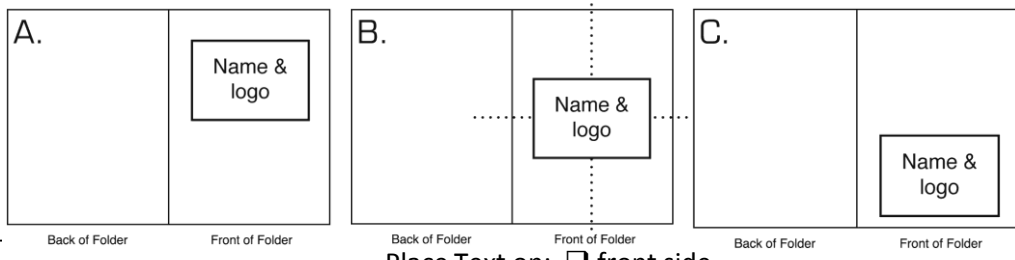 A.
Name &
logo
Back of Folder
Front of Folder
B.
Name &
logo
Back of Folder
Front of Folder
C.
Name &
logo
Back of Folder
Front of Folder
Place Text on: ❑ front side